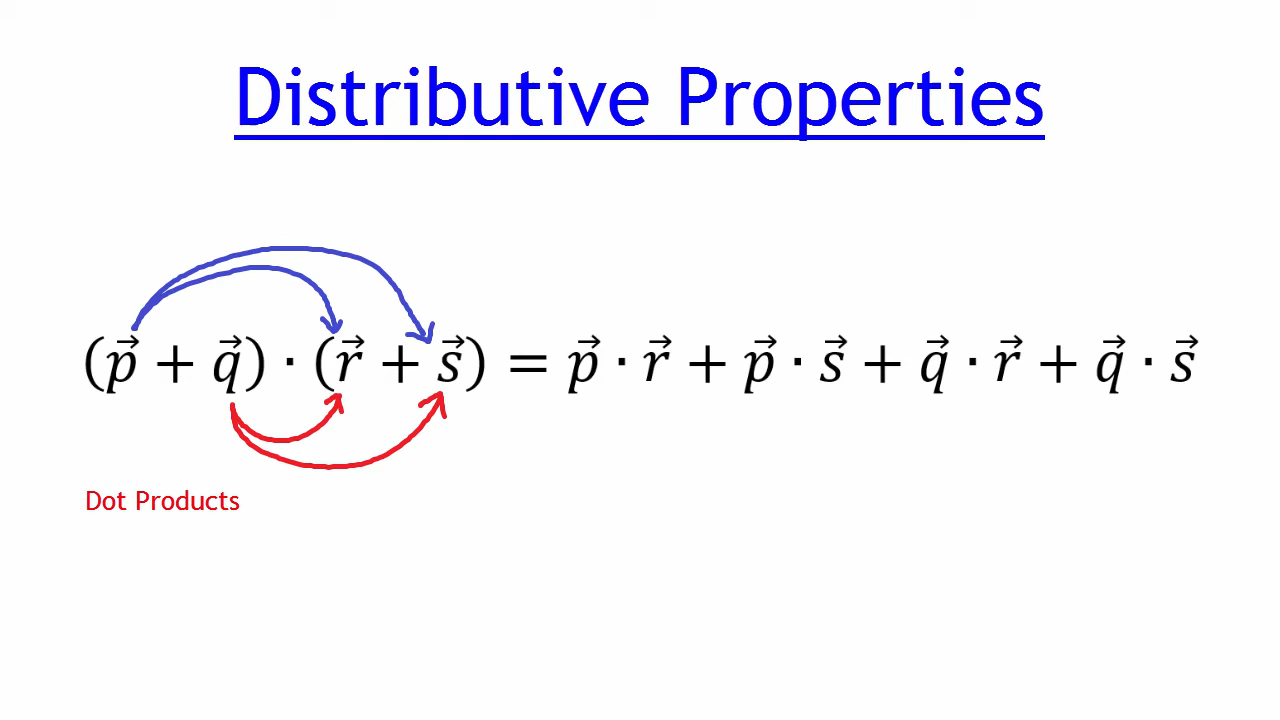 Distributive Properties
(p⃗ + q⃗) · (r⃗ + s⃗) = p⃗ · r⃗ + p⃗ · s⃗ + q⃗ · r⃗ + q⃗ · s⃗
Dot Products